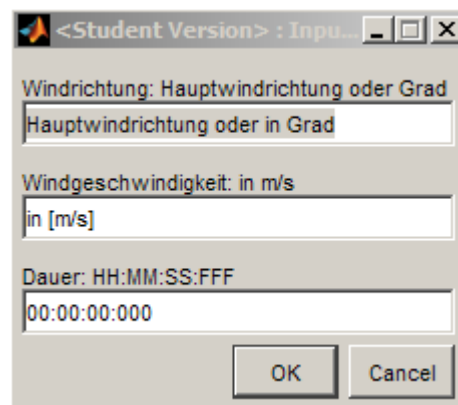 <Student Version> : Inpu...
Windrichtung: Hauptwindrichtung oder Grad
Hauptwindrichtung oder in Grad
Windgeschwindigkeit: in m/s
in [m/s]
Dauer: HH:MM:SS:FFF
00:00:00:000
OK Cancel